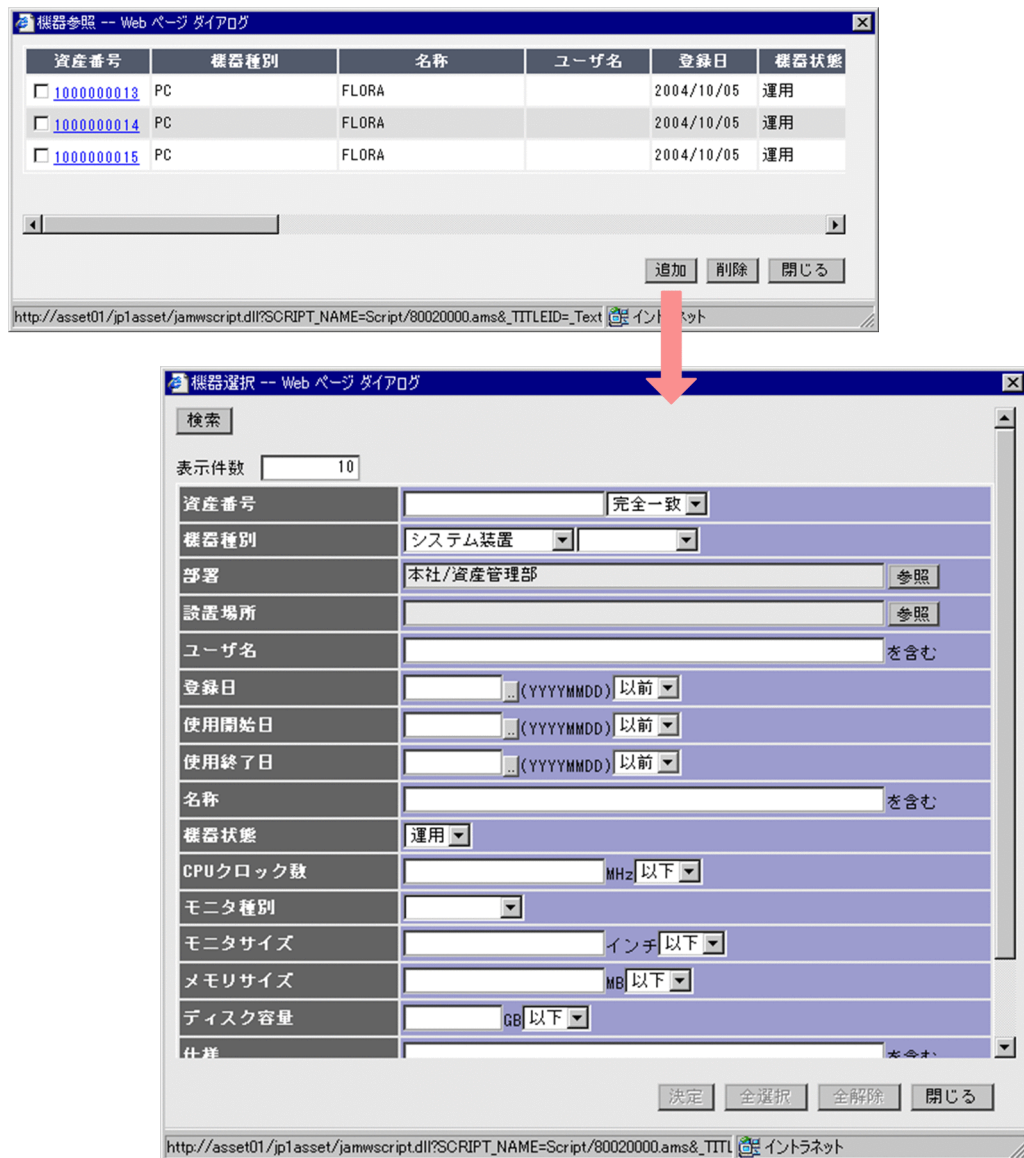 機器参照 -- Web ページ ダイアログ
資産番号 機器種別 名称 ユーザ名 登録日 機器状態
1000000013 PC FLORA 2004/10/05 運用
1000000014 PC FLORA 2004/10/05 運用
1000000015 PC FLORA 2004/10/05 運用
追加 削除 閉じる
http://asset01/jp1asset/jamwscript.dll?SCRIPT_NAME=Script/80020000.ams&_TITLEID=_Text イントラネット
機器選択 -- Web ページ ダイアログ
検索
表示件数 10
資産番号 完全一致
機器種別 システム装置
部署 本社/資産管理部 参照
設置場所 参照
ユーザ名 を含む
登録日 .. (YYYYMMDD) 以前
使用開始日 .. (YYYYMMDD) 以前
使用終了日 .. (YYYYMMDD) 以前
名称 を含む
機器状態 運用
CPUクロック数 MHz 以下
モニタ種別
モニタサイズ インチ 以下
メモリサイズ MB 以下
ディスク容量 GB 以下
仕様 を含む
決定 全選択 全解除 閉じる
http://asset01/jp1asset/jamwscript.dll?SCRIPT_NAME=Script/80020000.ams&_TITL イントラネット